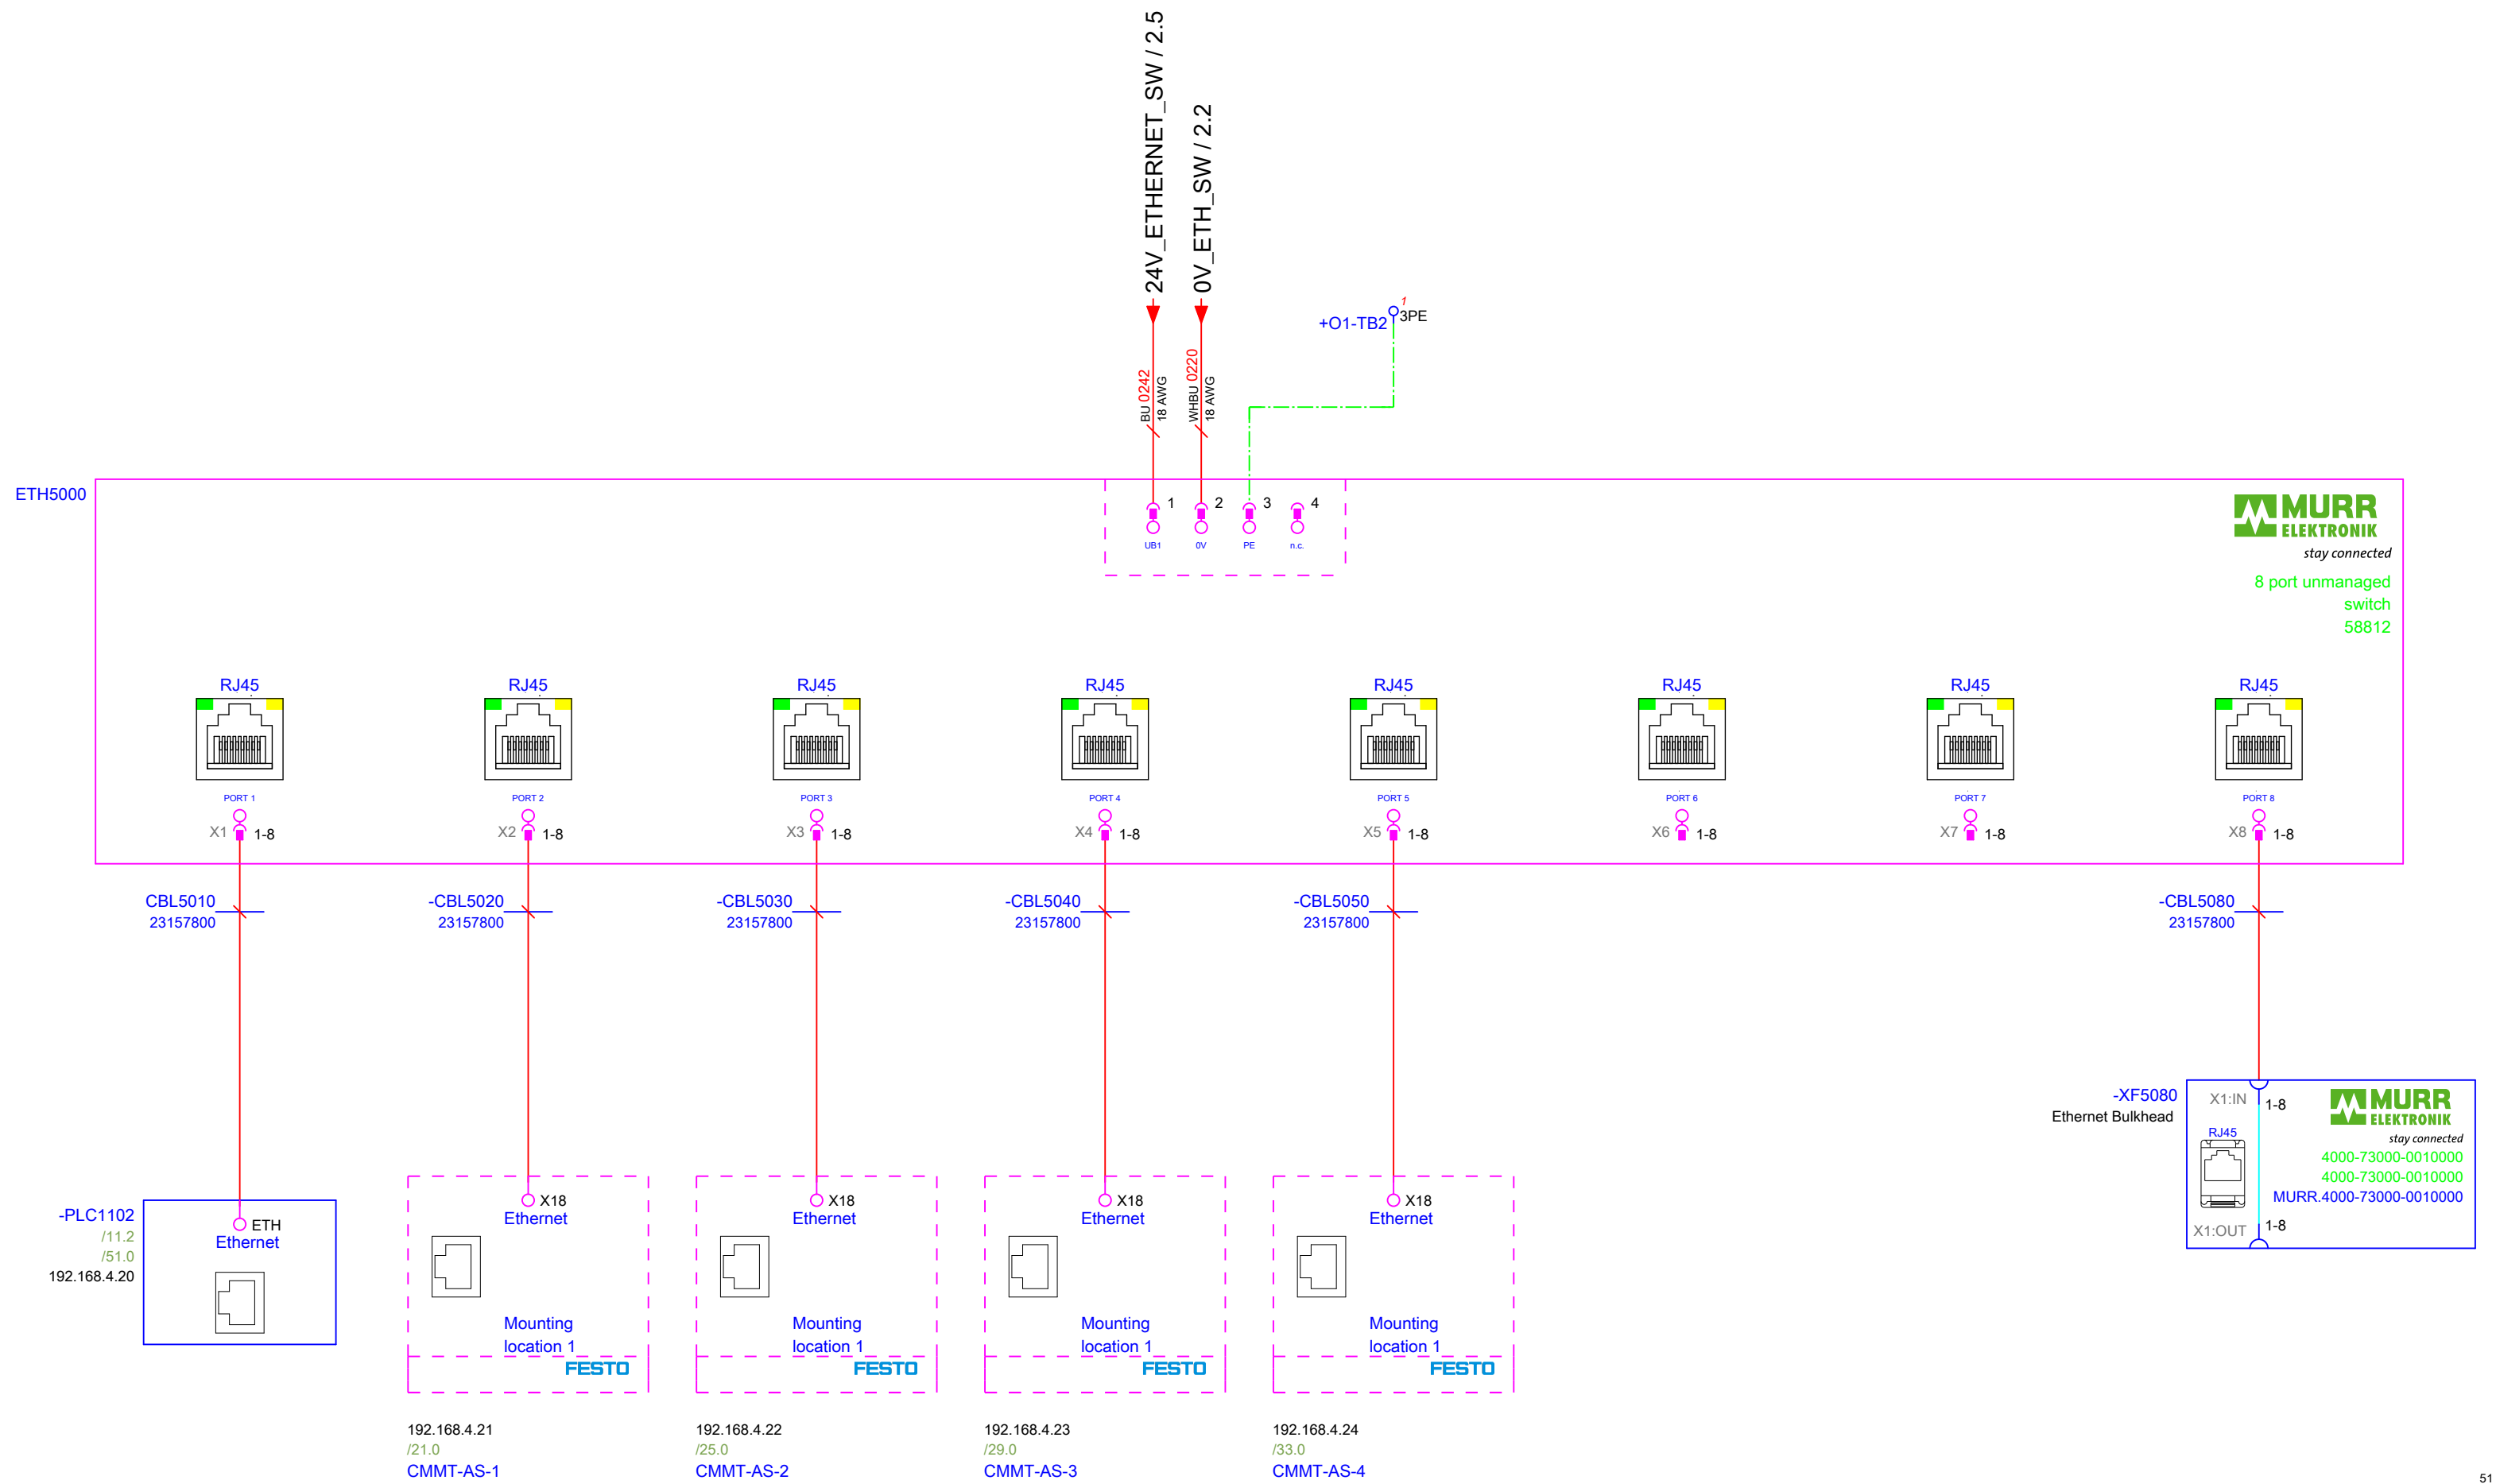 24V_ETHERNET_SW / 2.5
0V_ETH_SW / 2.2
1
+O1-TB2
3PE
BU 0242
18 AWG
WHBU 0220
18 AWG
ETH5000
1 2 3 4
UB1 0V PE n.c.
MURR
ELEKTRONIK
stay connected
8 port unmanaged
switch
58812
RJ45 RJ45 RJ45 RJ45 RJ45 RJ45 RJ45 RJ45
PORT 1 PORT 2 PORT 3 PORT 4 PORT 5 PORT 6 PORT 7 PORT 8
X1 1-8 X2 1-8 X3 1-8 X4 1-8 X5 1-8 X6 1-8 X7 1-8 X8 1-8
CBL5010 -CBL5020 -CBL5030 -CBL5040 -CBL5050 -CBL5080
23157800 23157800 23157800 23157800 23157800 23157800
-XF5080
Ethernet Bulkhead
X1:IN
1-8
MURR
ELEKTRONIK
stay connected
RJ45
4000-73000-0010000
4000-73000-0010000
MURR.4000-73000-0010000
X1:OUT
1-8
-PLC1102
/11.2
/51.0
192.168.4.20
ETH
Ethernet
X18
Ethernet
Mounting
location 1
FESTO
192.168.4.21
/21.0
CMMT-AS-1
X18
Ethernet
Mounting
location 1
FESTO
192.168.4.22
/25.0
CMMT-AS-2
X18
Ethernet
Mounting
location 1
FESTO
192.168.4.23
/29.0
CMMT-AS-3
X18
Ethernet
Mounting
location 1
FESTO
192.168.4.24
/33.0
CMMT-AS-4
51